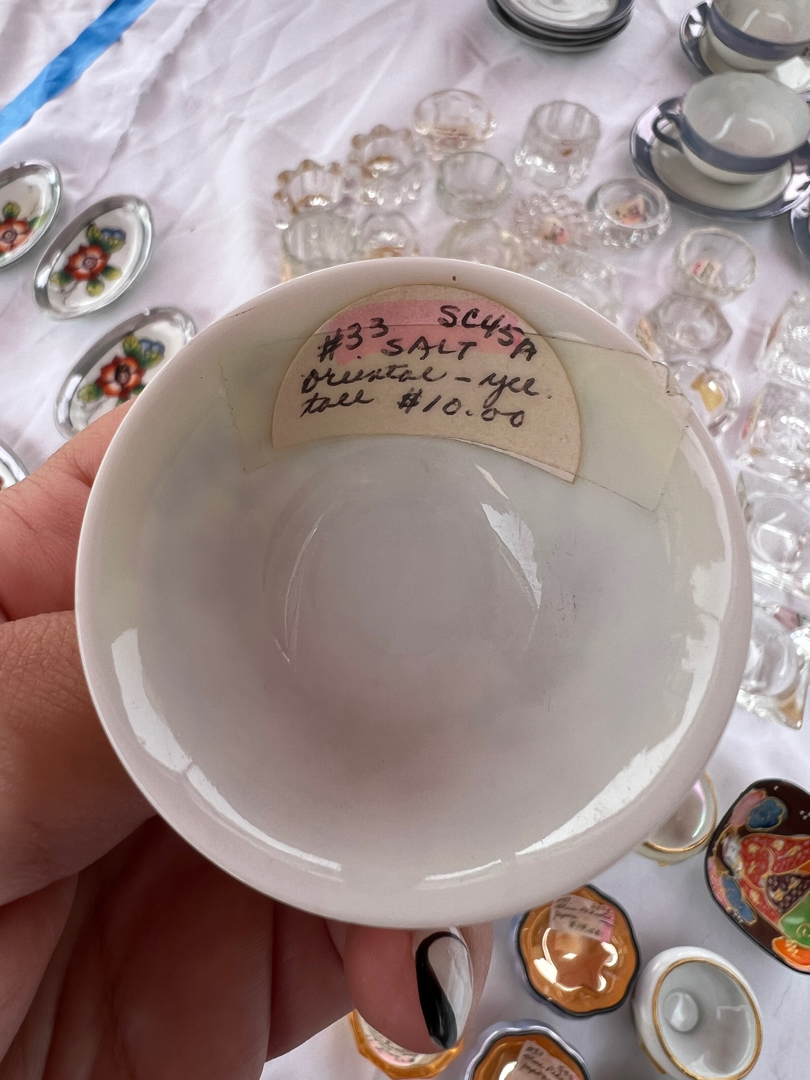 #33 SC45A
SALT
Oriental - yel.
tall $10.00